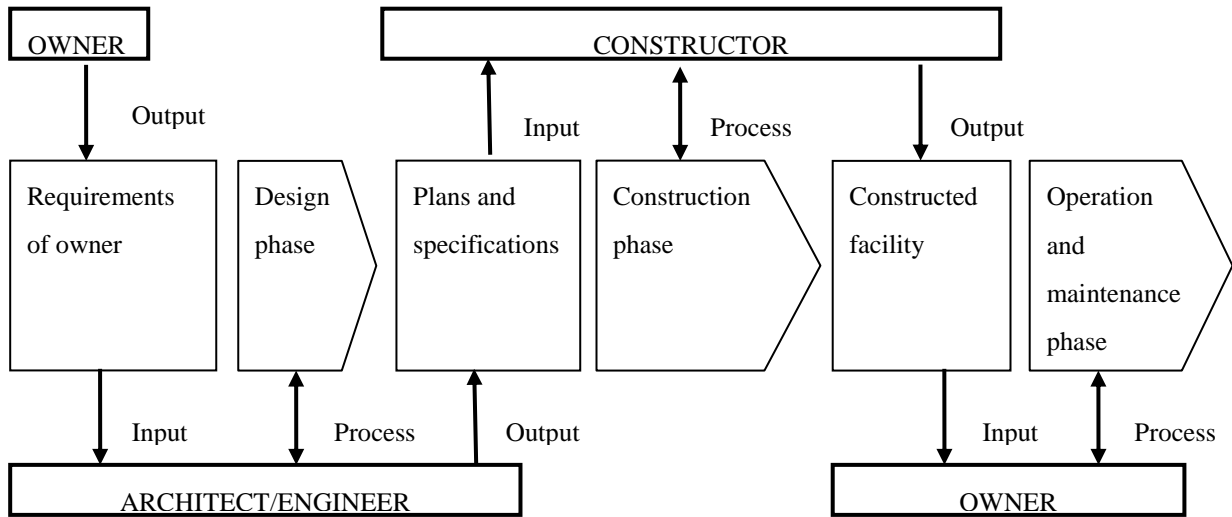 OWNER
CONSTRUCTOR
Output
Input
Process
Output
Requirements
of owner
Design
phase
Plans and
specifications
Construction
phase
Constructed
facility
Operation
and
maintenance
phase
Input
Process
Output
Input
Process
ARCHITECT/ENGINEER
OWNER